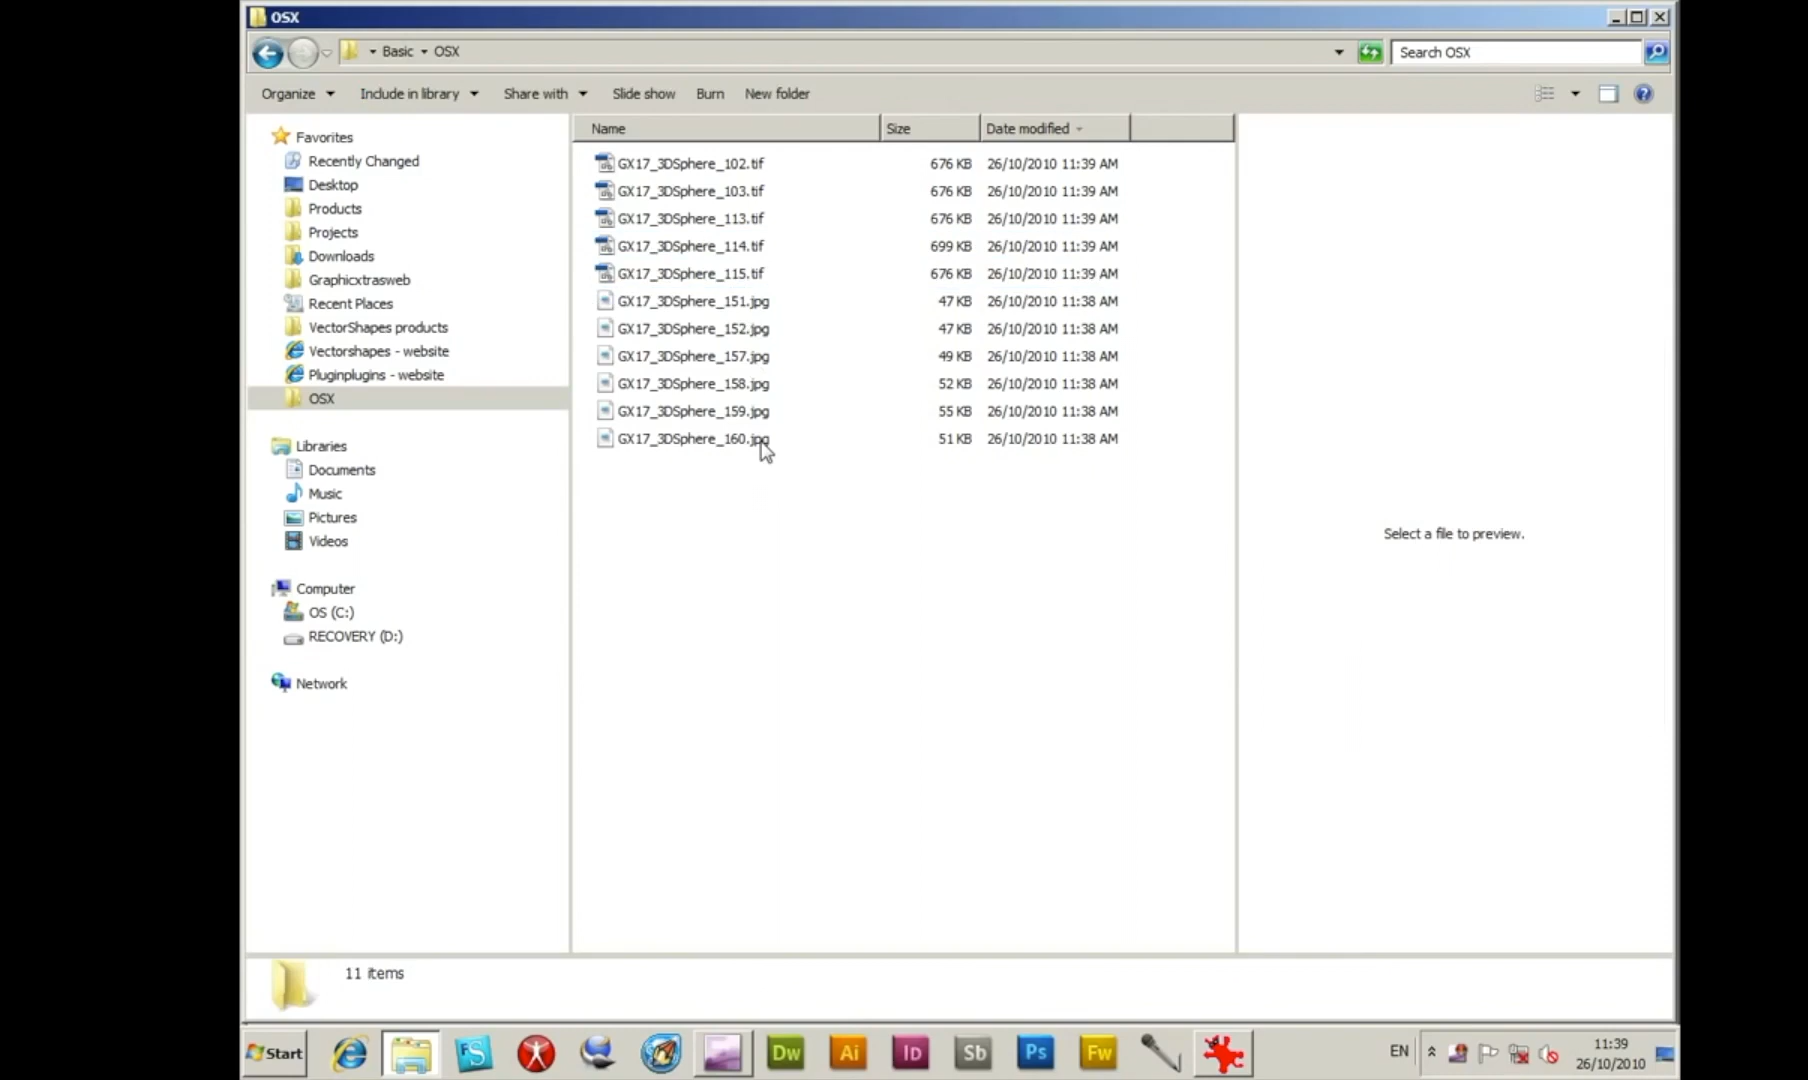 OSX
Basic OSX
Search OSX
Organize Include in library Share with Slide show Burn New folder
Favorites
Recently Changed
Desktop
Products
Projects
Downloads
Graphicxtrasweb
Recent Places
VectorShapes products
Vectorshapes - website
Pluginplugins - website
OSX
Libraries
Documents
Music
Pictures
Videos
Computer
OS (C:)
RECOVERY (D:)
Network
Name Size Date modified
GX17_3DSphere_102.tif 676 KB 26/10/2010 11:39 AM
GX17_3DSphere_103.tif 676 KB 26/10/2010 11:39 AM
GX17_3DSphere_113.tif 676 KB 26/10/2010 11:39 AM
GX17_3DSphere_114.tif 699 KB 26/10/2010 11:39 AM
GX17_3DSphere_115.tif 676 KB 26/10/2010 11:39 AM
GX17_3DSphere_151.jpg 47 KB 26/10/2010 11:38 AM
GX17_3DSphere_152.jpg 47 KB 26/10/2010 11:38 AM
GX17_3DSphere_157.jpg 49 KB 26/10/2010 11:38 AM
GX17_3DSphere_158.jpg 52 KB 26/10/2010 11:38 AM
GX17_3DSphere_159.jpg 55 KB 26/10/2010 11:38 AM
GX17_3DSphere_160.jpg 51 KB 26/10/2010 11:38 AM
Select a file to preview.
11 items
Start FS Dw Ai Id Sb Ps Fw EN 11:39
26/10/2010